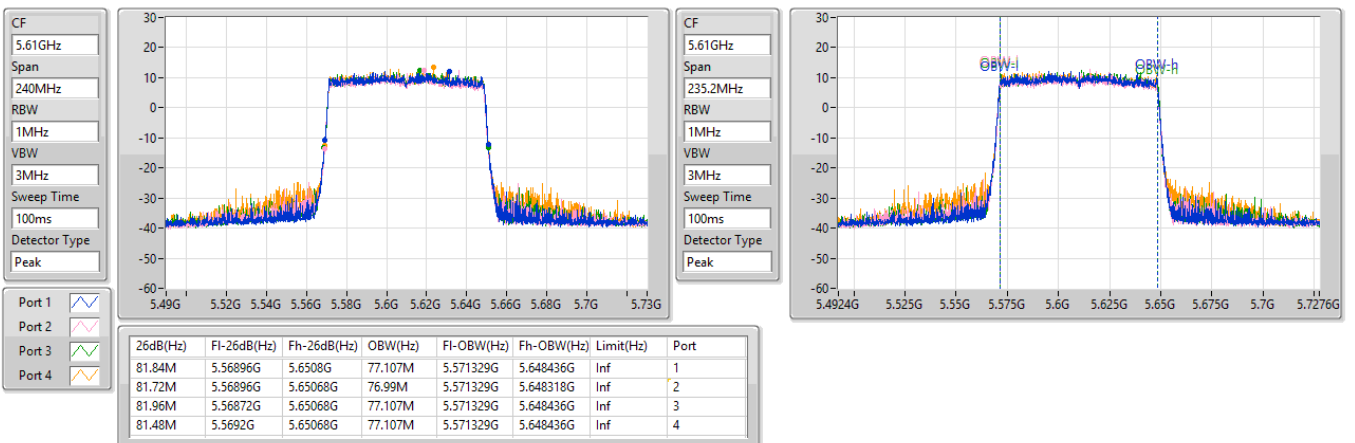 CF
5.61GHz
Span
240MHz
RBW
1MHz
VBW
3MHz
Sweep Time
100ms
Detector Type
Peak
30
20
10
0
-10
-20
-30
-40
-50
-60
5.49G 5.52G 5.54G 5.56G 5.58G 5.6G 5.62G 5.64G 5.66G 5.68G 5.7G 5.73G
CF
5.61GHz
Span
235.2MHz
RBW
1MHz
VBW
3MHz
Sweep Time
100ms
Detector Type
Peak
30
20
10
0
-10
-20
-30
-40
-50
-60
OBW-l OBW-h
5.4924G 5.525G 5.55G 5.575G 5.6G 5.625G 5.65G 5.675G 5.7G 5.7276G
Port 1
Port 2
Port 3
Port 4
26dB(Hz) Fl-26dB(Hz) Fh-26dB(Hz) OBW(Hz) Fl-OBW(Hz) Fh-OBW(Hz) Limit(Hz) Port
81.84M 5.56896G 5.6508G 77.107M 5.571329G 5.648436G Inf 1
81.72M 5.56896G 5.65068G 76.99M 5.571329G 5.648318G Inf 2
81.96M 5.56872G 5.65068G 77.107M 5.571329G 5.648436G Inf 3
81.48M 5.5692G 5.65068G 77.107M 5.571329G 5.648436G Inf 4